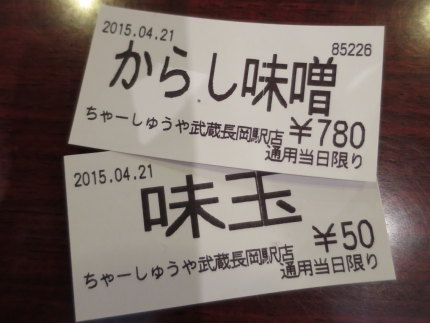 2015.04.21
85226
からし味噌
ちゃーしゅうや武蔵長岡駅店 ¥780
通用当日限り
2015.04.21
味玉
ちゃーしゅうや武蔵長岡駅店 ¥50
通用当日限り